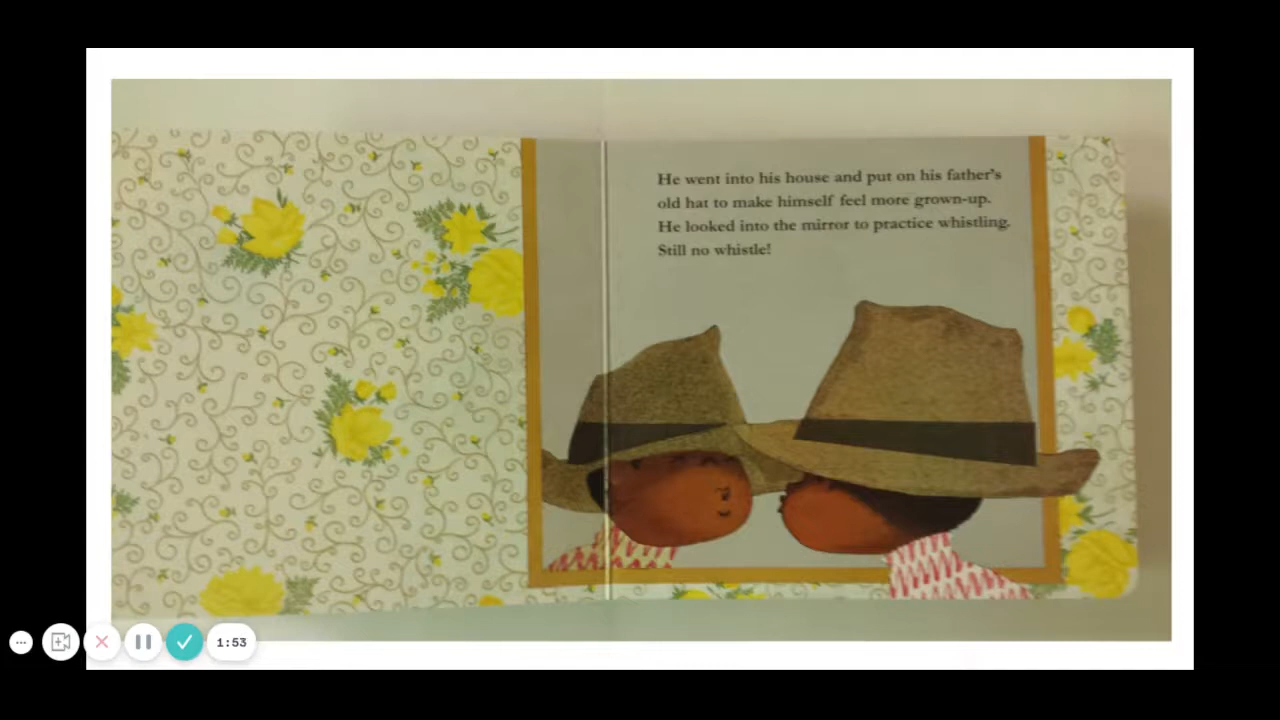 He went into his house and put on his father's
old hat to make himself feel more grown-up.
He looked into the mirror to practice whistling.
Still no whistle!
1:53